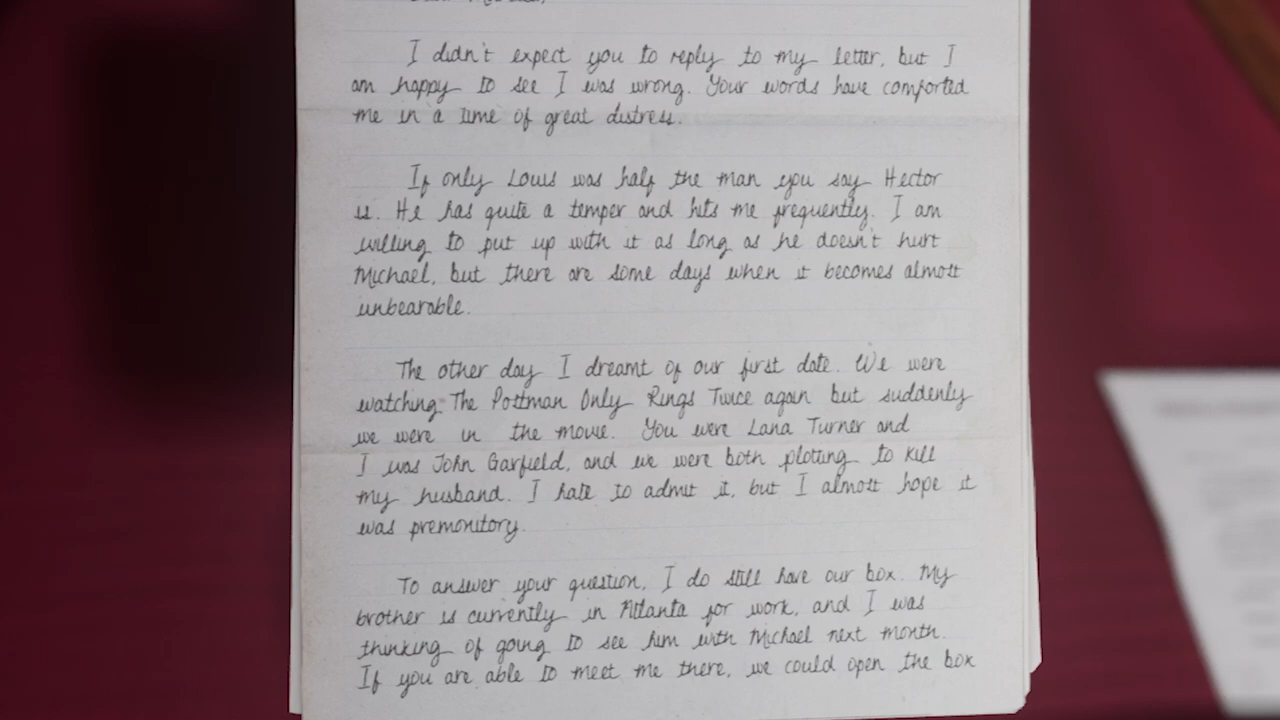 I didn't expect you to reply to my letter, but I
am happy to see I was wrong. Your words have comforted
me in a time of great distress.
If only Louis was half the man you say Hector
is. He has quite a temper and hits me frequently. I am
willing to put up with it as long as he doesn't hurt
Michael, but there are some days when it becomes almost
unbearable.
The other day I dreamt of our first date. We were
watching The Postman Only Rings Twice again but suddenly
we were in the movie. You were Lana Turner and
I was John Garfield, and we were both plotting to kill
my husband. I hate to admit it, but I almost hope it
was premonitory.
To answer your question, I do still have our box. My
brother is currently in Atlanta for work, and I was
thinking of going to see him with Michael next month.
If you are able to meet me there, we could open the box